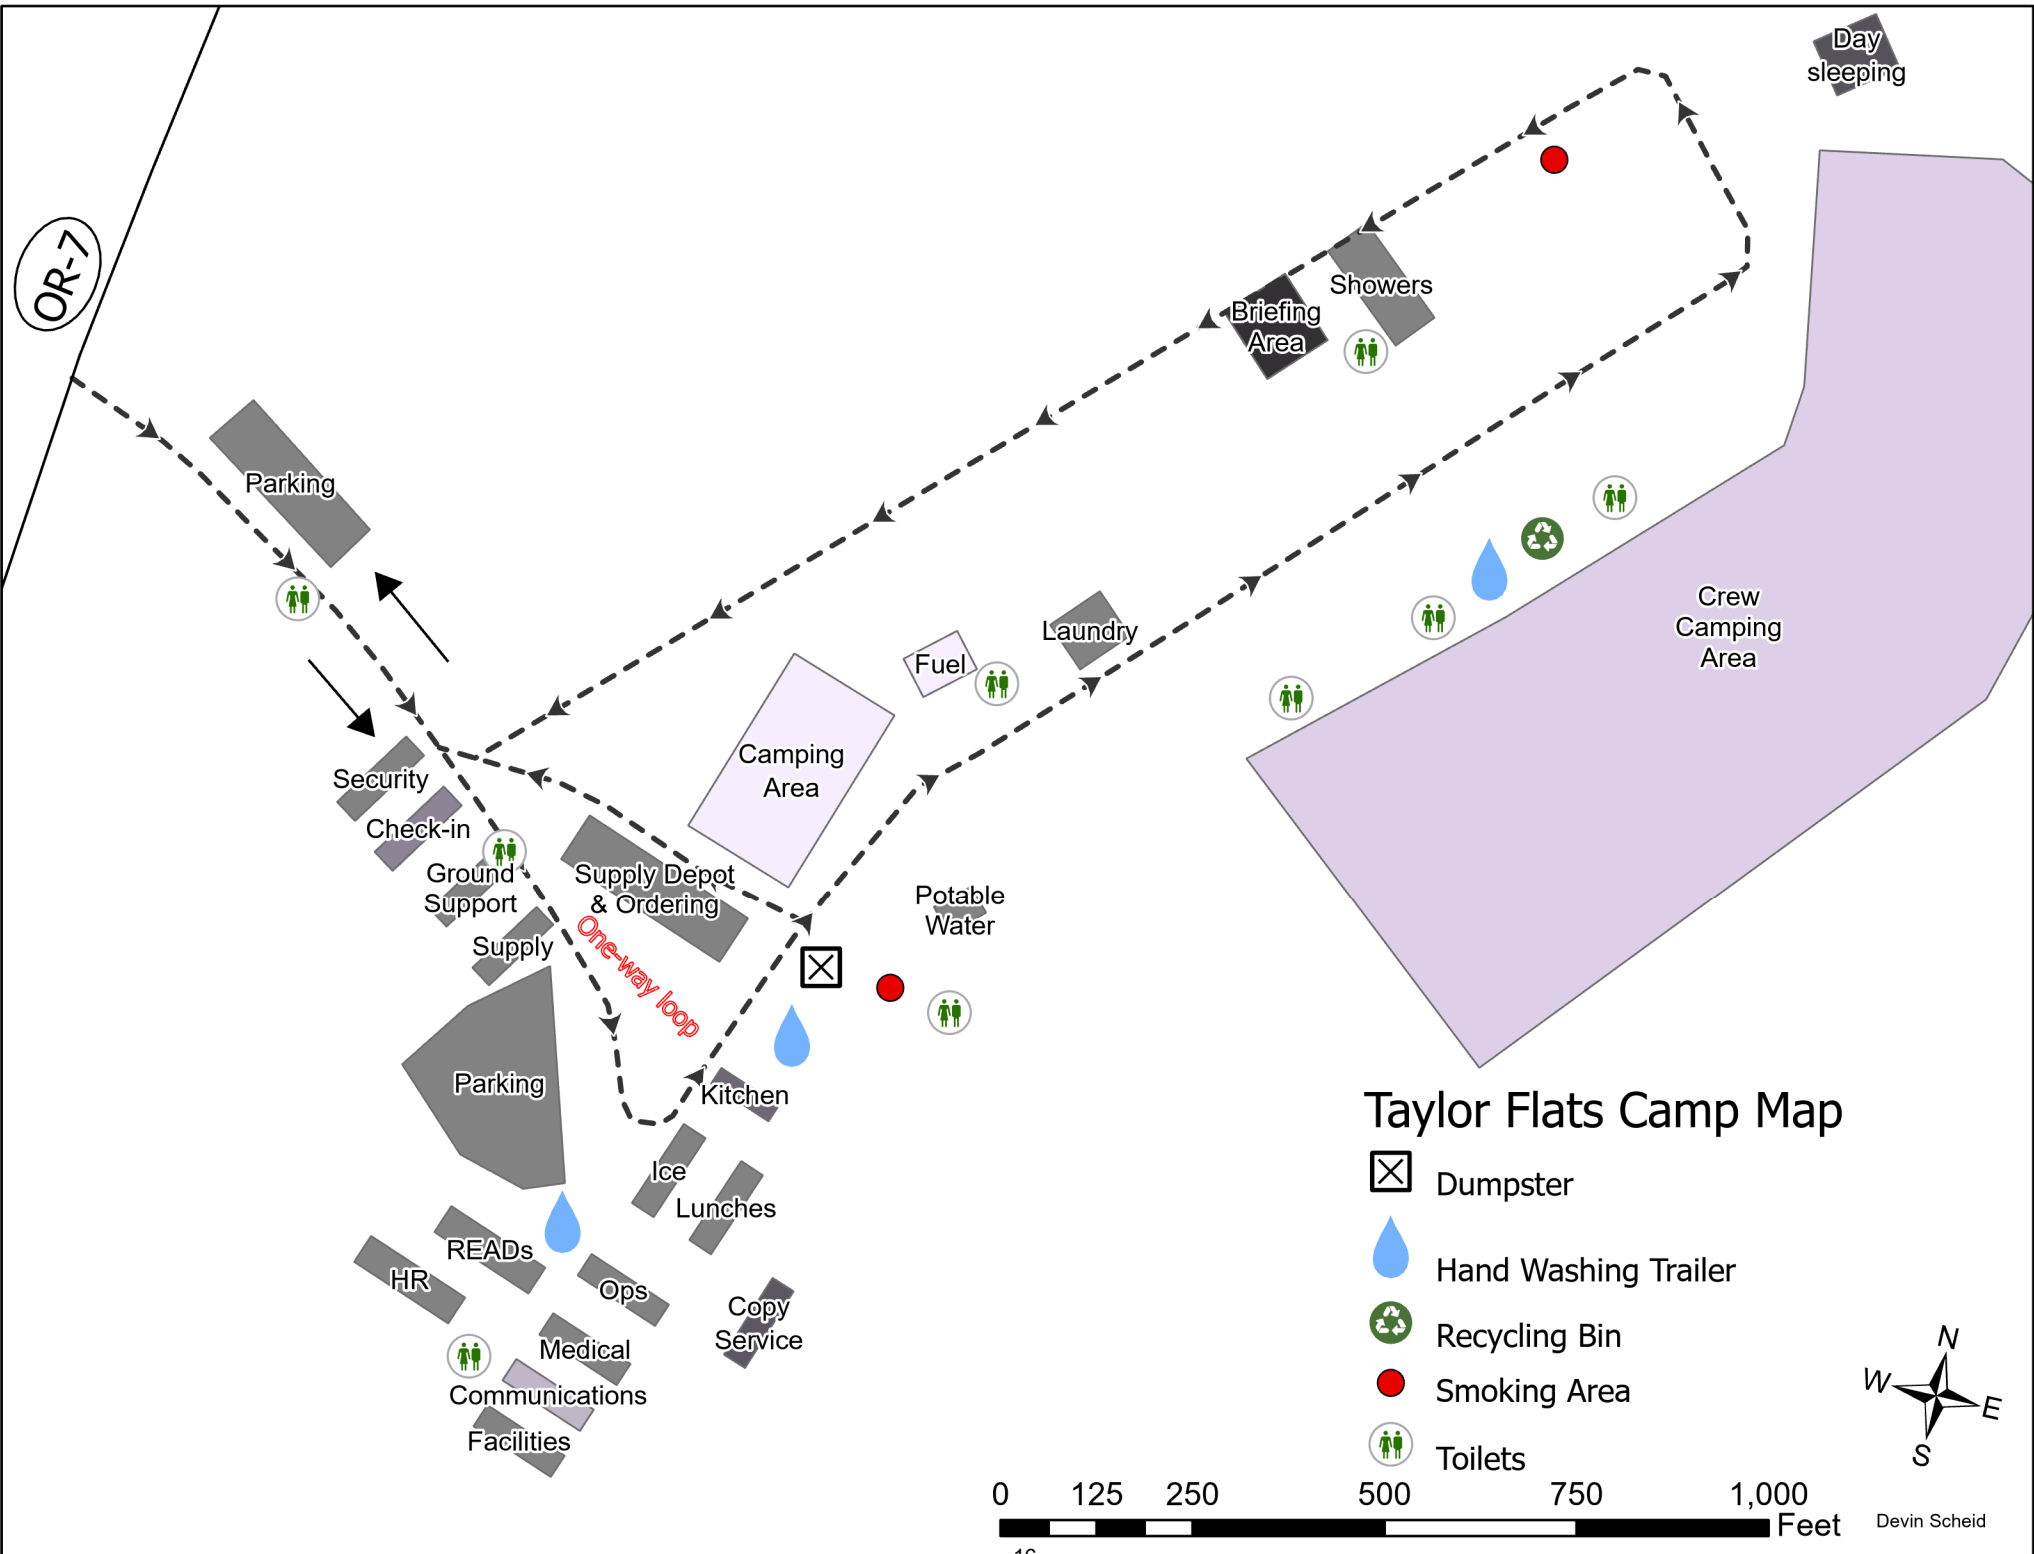 Day
sleeping
OR-7
Showers
Briefing
Area
Parking
Crew
Camping
Area
Laundry
Fuel
Camping
Area
Security
Check-in
Ground
Support
Supply Depot
& Ordering
Potable
Water
Supply
One-way loop
Parking
Kitchen
Ice
Lunches
READs
HR
Ops
Copy
Service
Medical
Communications
Facilities
Taylor Flats Camp Map
Dumpster
Hand Washing Trailer
Recycling Bin
Smoking Area
Toilets
N
W
E
S
0 125 250 500 750 1,000
Feet
Devin Scheid